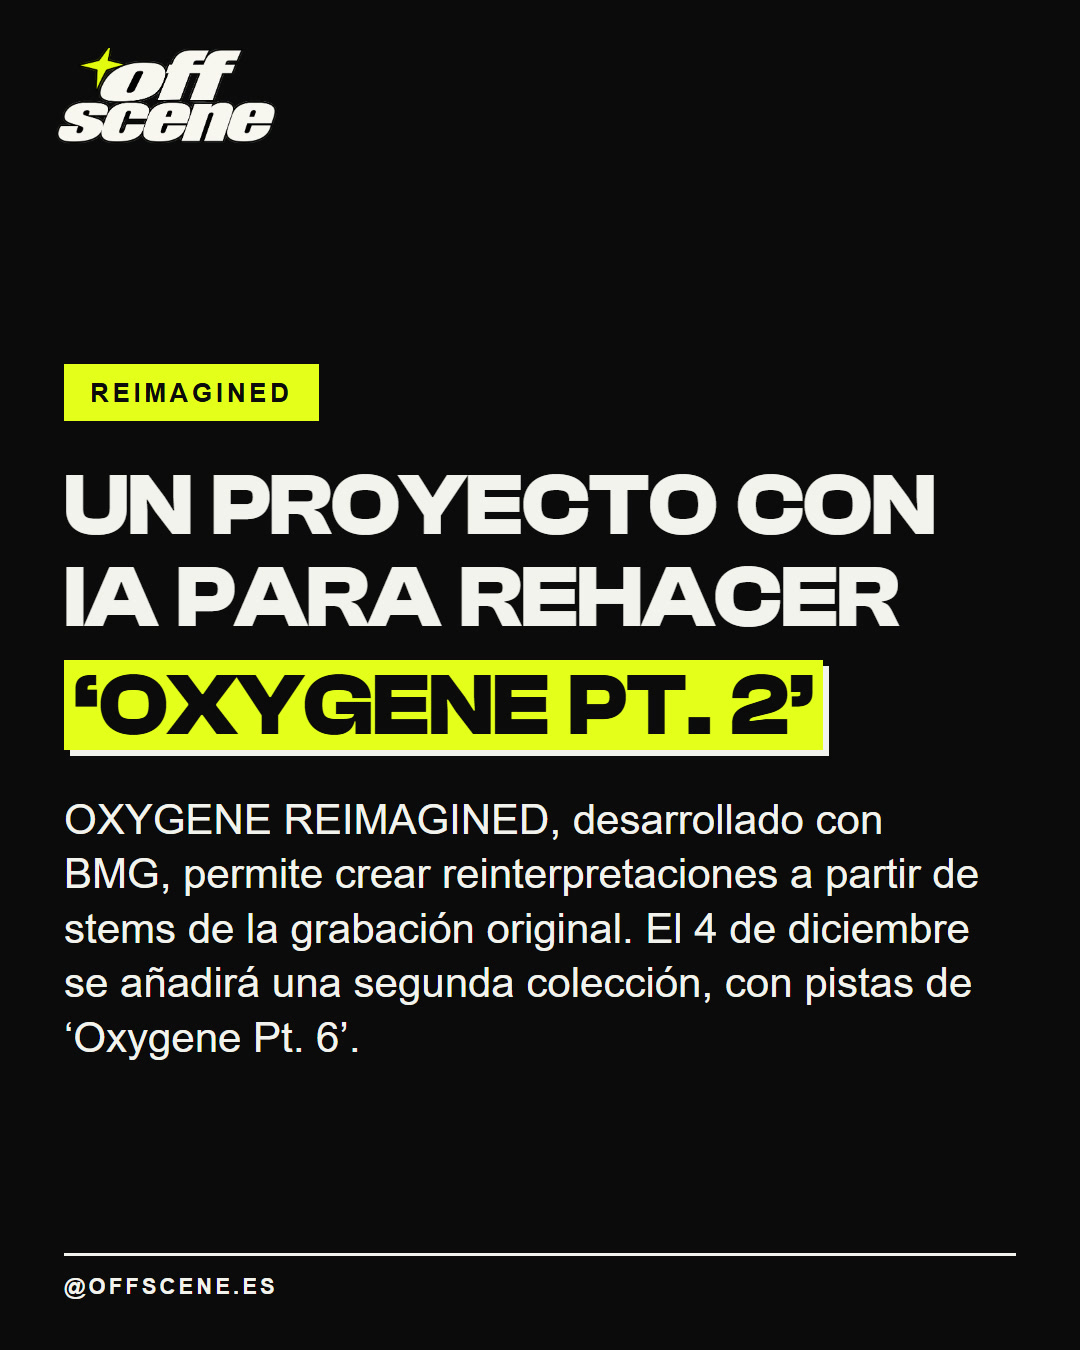 off
scene
REIMAGINED
UN PROYECTO CON
IA PARA REHACER
‘OXYGENE PT. 2’
OXYGENE REIMAGINED, desarrollado con
BMG, permite crear reinterpretaciones a partir de
stems de la grabación original. El 4 de diciembre
se añadirá una segunda colección, con pistas de
‘Oxygene Pt. 6’.
@OFFSCENE.ES